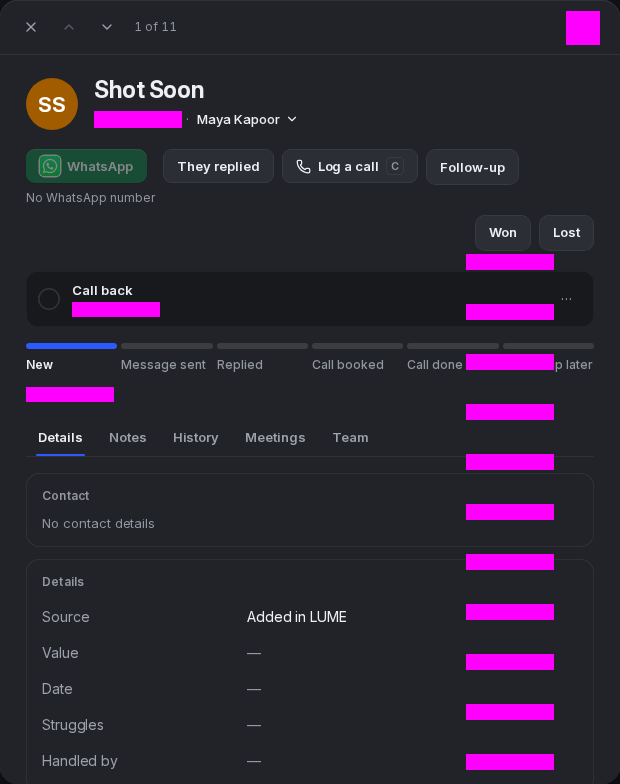 1 of 11
SS
Shot Soon
· Maya Kapoor
WhatsApp They replied Log a call C Follow-up
No WhatsApp number
Won Lost
Call back
...
New Message sent Replied Call booked Call done p later
Details Notes History Meetings Team
Contact
No contact details
Details
Source Added in LUME
Value —
Date —
Struggles —
Handled by —